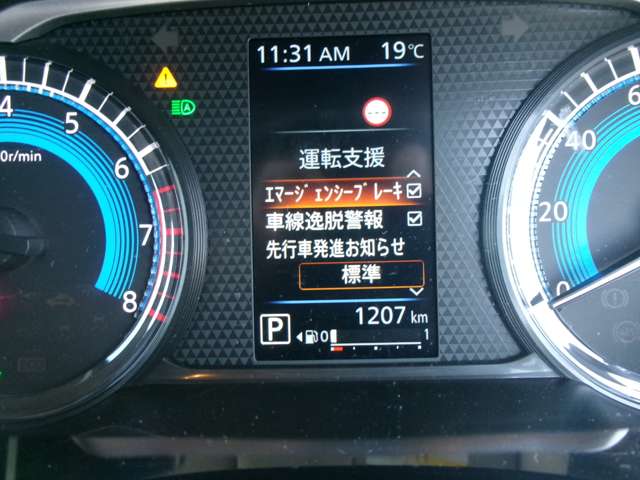 11:31 AM 19℃
---
運転支援
エマージェンシーブレーキ
車線逸脱警報
先行車発進お知らせ
標準
1207 km
P 0 1
4 5 6 7 8
0r/min
A
0 20 40 6